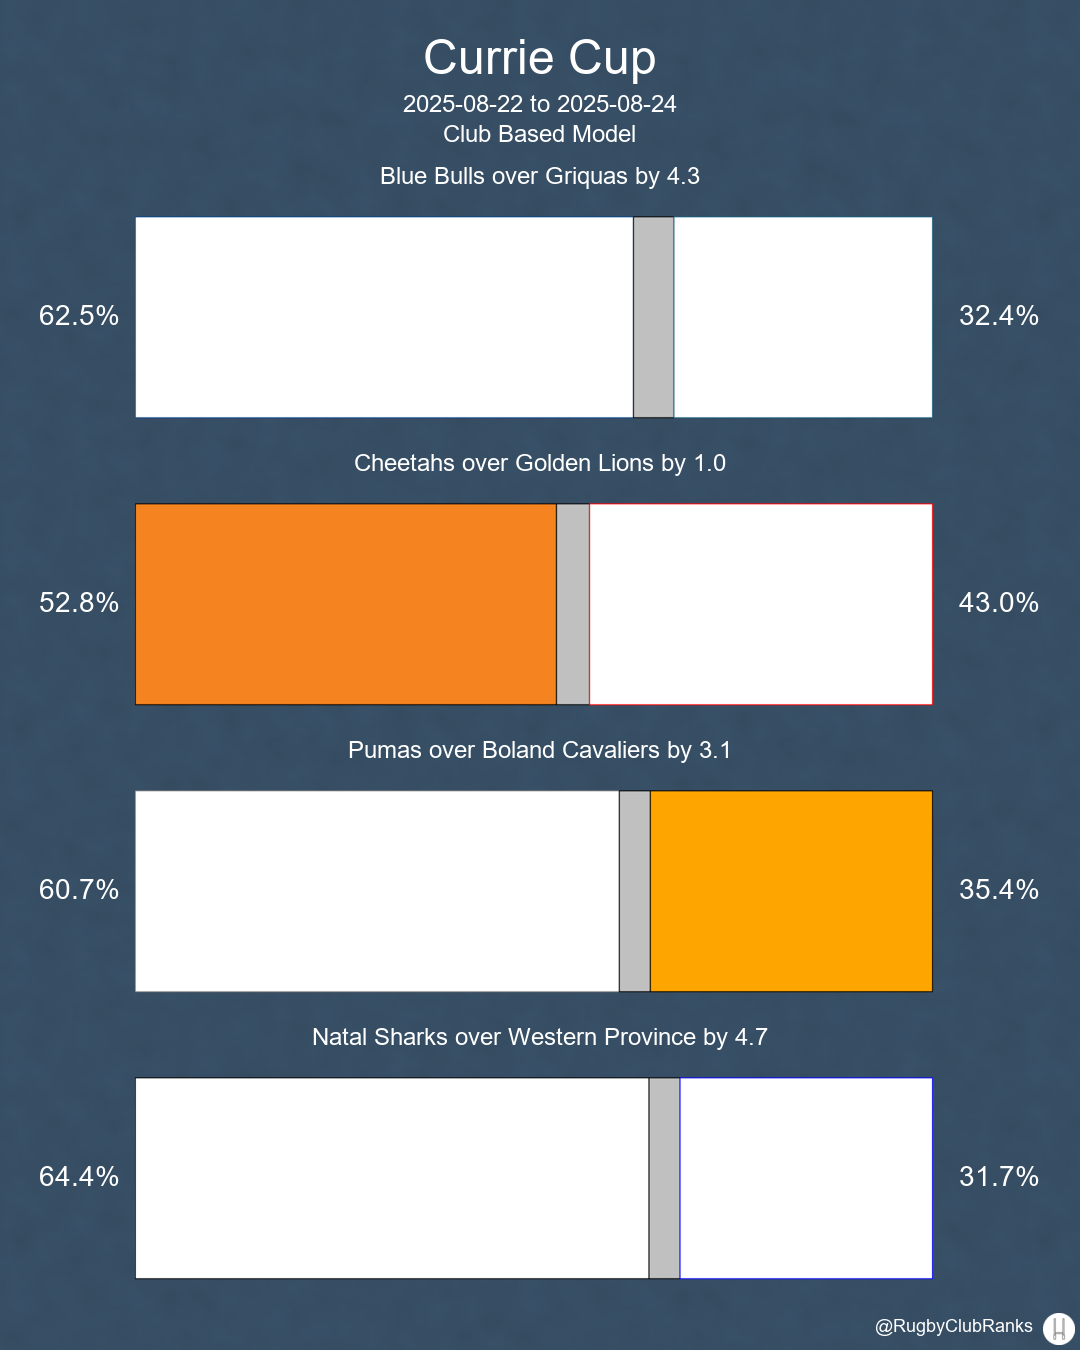 Currie Cup
2025-08-22 to 2025-08-24
Club Based Model
Blue Bulls over Griquas by 4.3
62.5%
32.4%
Cheetahs over Golden Lions by 1.0
52.8%
43.0%
Pumas over Boland Cavaliers by 3.1
60.7%
35.4%
Natal Sharks over Western Province by 4.7
64.4%
31.7%
@RugbyClubRanks